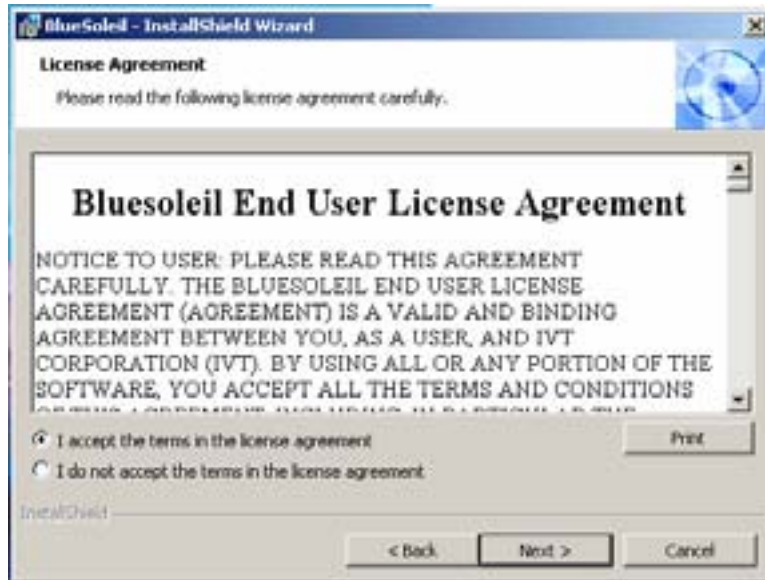 BlueSoleil - InstallShield Wizard
License Agreement
Please read the following license agreement carefully.
Bluesoleil End User License Agreement
NOTICE TO USER: PLEASE READ THIS AGREEMENT
CAREFULLY. THE BLUESOLEIL END USER LICENSE
AGREEMENT (AGREEMENT) IS A VALID AND BINDING
AGREEMENT BETWEEN YOU, AS A USER, AND IVT
CORPORATION (IVT). BY USING ALL OR ANY PORTION OF THE
SOFTWARE, YOU ACCEPT ALL THE TERMS AND CONDITIONS
I accept the terms in the license agreement
Print
I do not accept the terms in the license agreement
InstallShield
< Back
Next >
Cancel